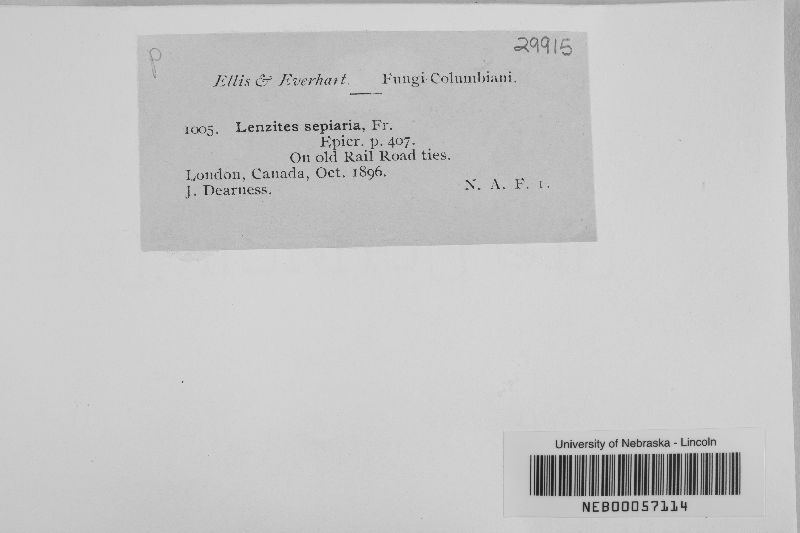 P
29915
Ellis & Everhart. Fungi Columbiani.
1005. Lenzites sepiaria, Fr.
Epicr. p. 407.
On old Rail Road ties.
London, Canada, Oct. 1896.
J. Dearness. N. A. F. 1.
University of Nebraska - Lincoln
NEB00057114